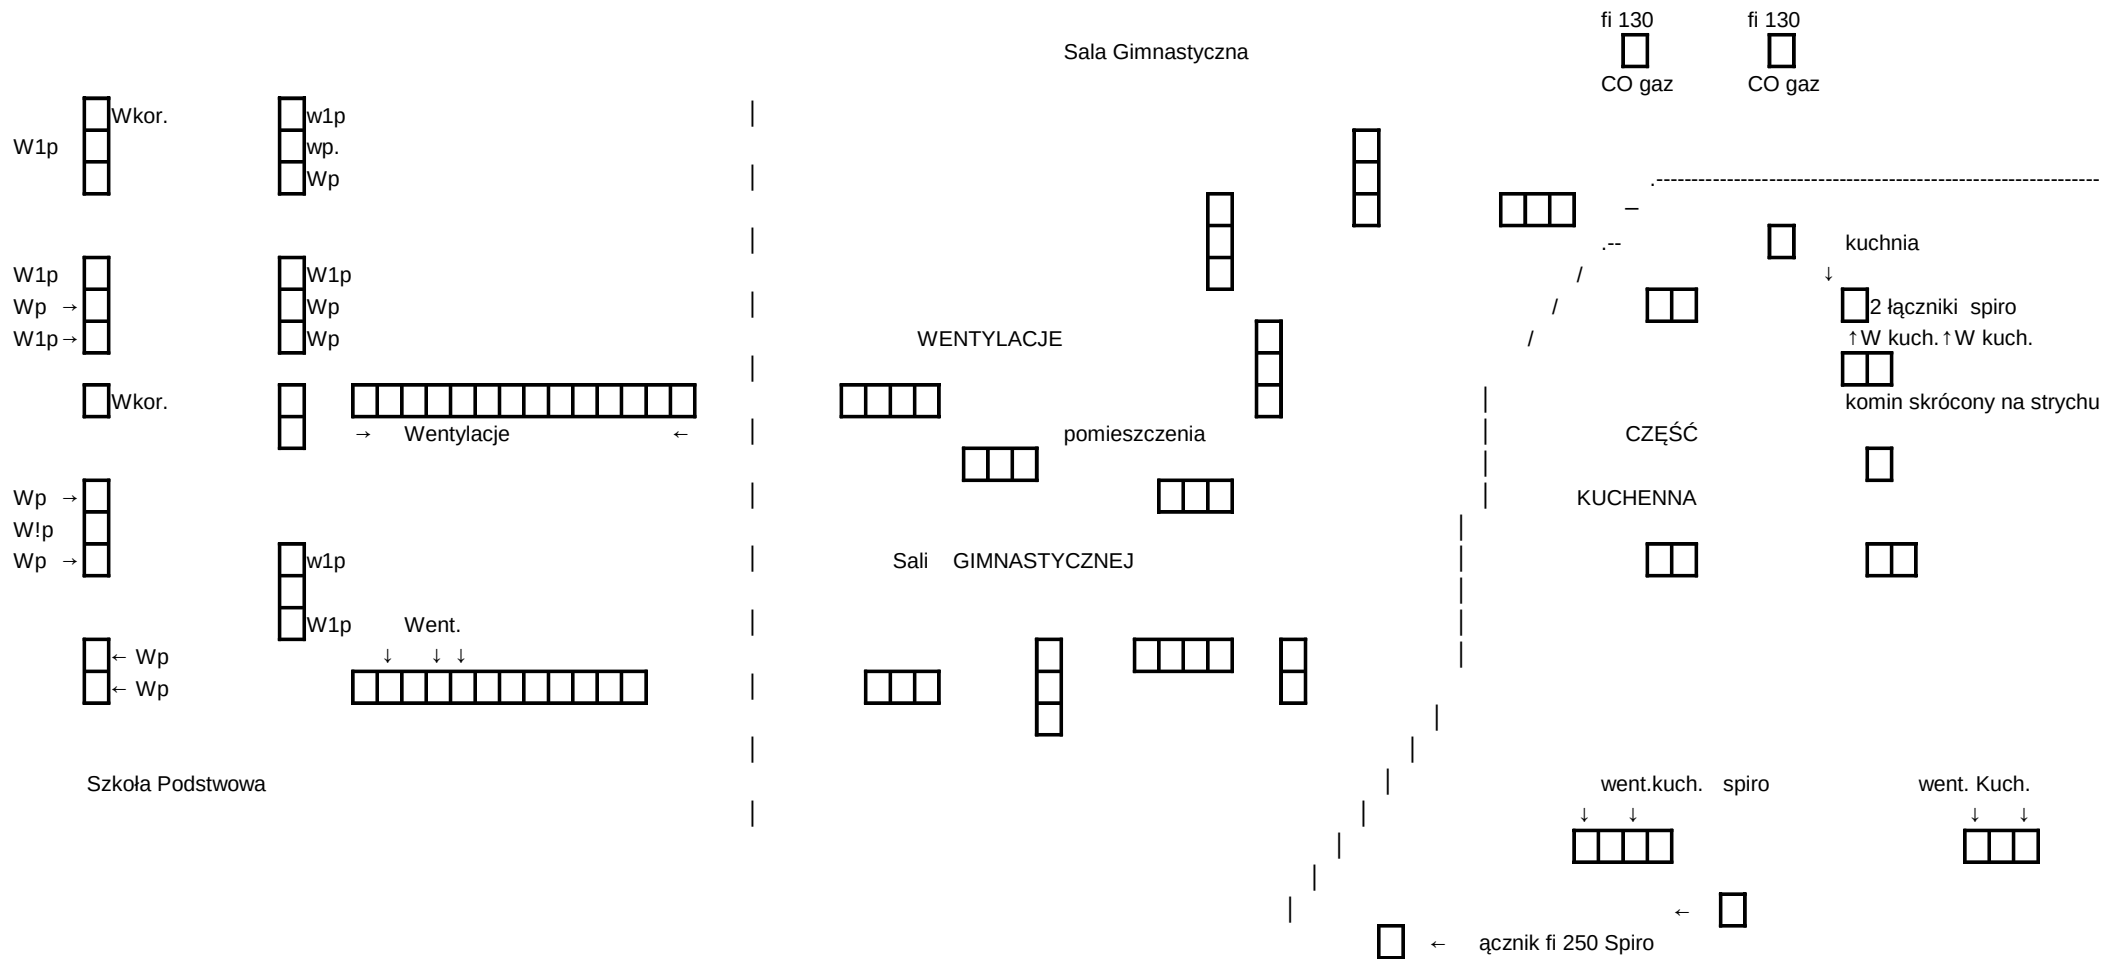 fi 130 fi 130
Sala Gimnastyczna
CO gaz CO gaz
Wkor. w1p
W1p wp.
Wp
kuchnia
W1p W1p
↓
Wp → Wp 2 łączniki spiro
W1p→ Wp WENTYLACJE ↑W kuch.↑W kuch.
Wkor. komin skrócony na strychu
→ Wentylacje ← pomieszczenia CZĘŚĆ
Wp → KUCHENNA
W!p
Wp → w1p Sali GIMNASTYCZNEJ
W1p Went.
← Wp ↓ ↓ ↓
← Wp
Szkoła Podstwowa went.kuch. spiro went. Kuch.
↓ ↓ ↓ ↓
←
← ącznik fi 250 Spiro